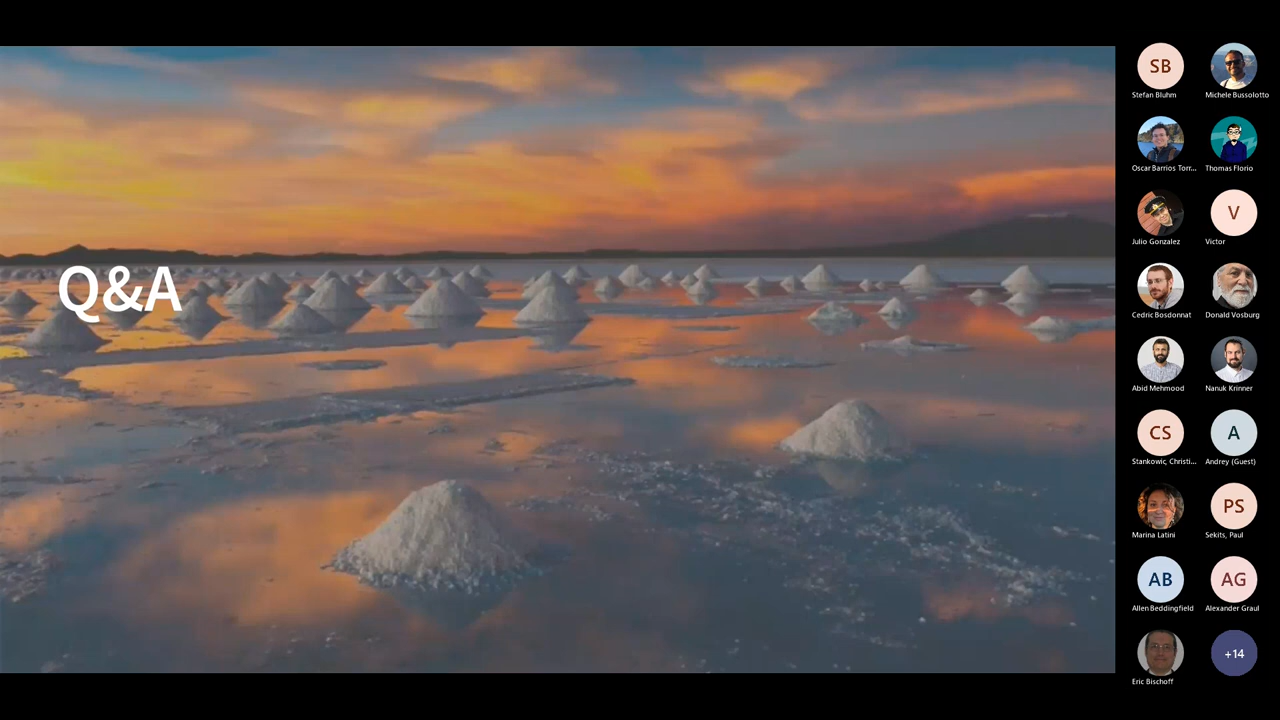 Q&A
SB
Stefan Bluhm
Michele Bussolotto
Oscar Barrios Torr...
Thomas Florio
Julio Gonzalez
V
Victor
Cedric Bosdonnat
Donald Vosburg
Abid Mehmood
Nanuk Krinner
CS
Stankowic, Christi...
A
Andrey (Guest)
Marina Latini
PS
Sekits, Paul
AB
Allen Beddingfield
AG
Alexander Graul
Eric Bischoff
+14